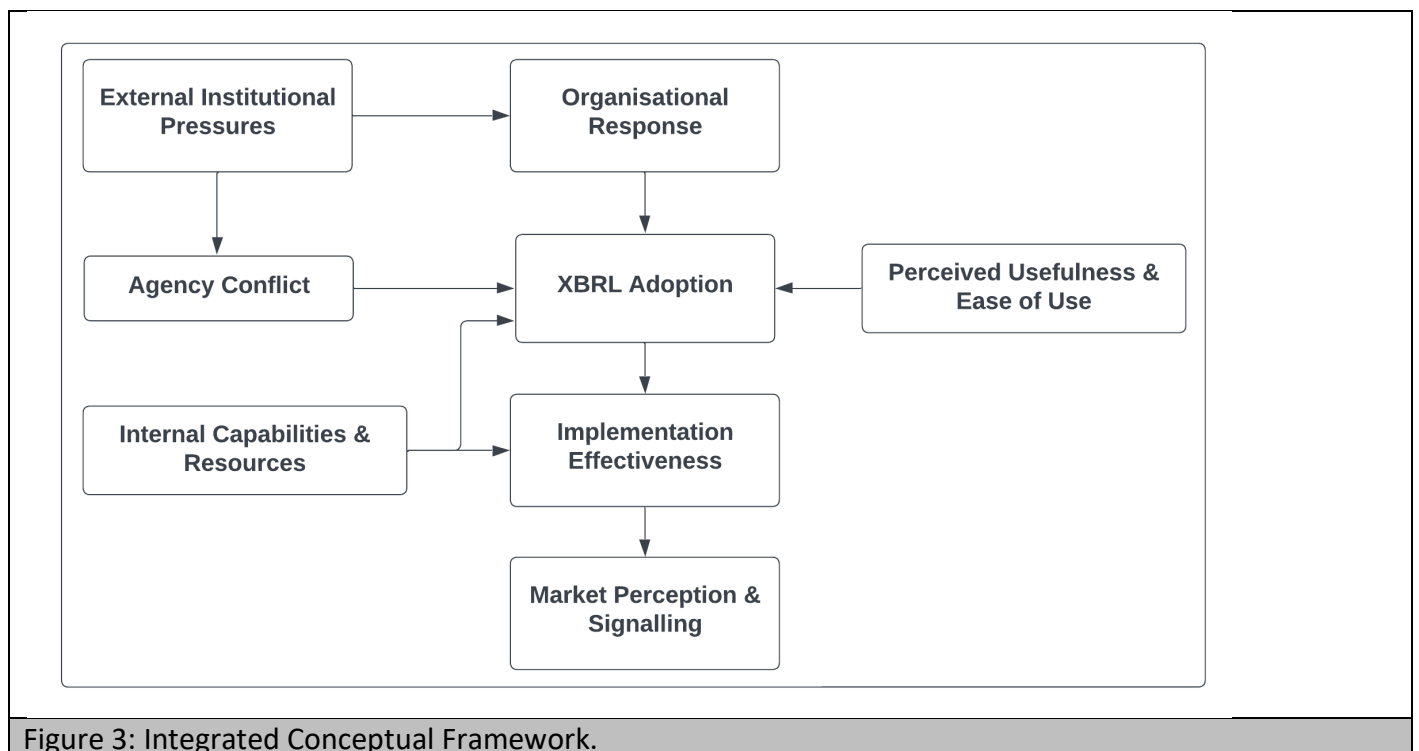 External Institutional
Pressures
Organisational
Response
Agency Conflict
XBRL Adoption
Perceived Usefulness &
Ease of Use
Internal Capabilities &
Resources
Implementation
Effectiveness
Market Perception &
Signalling
Figure 3: Integrated Conceptual Framework.